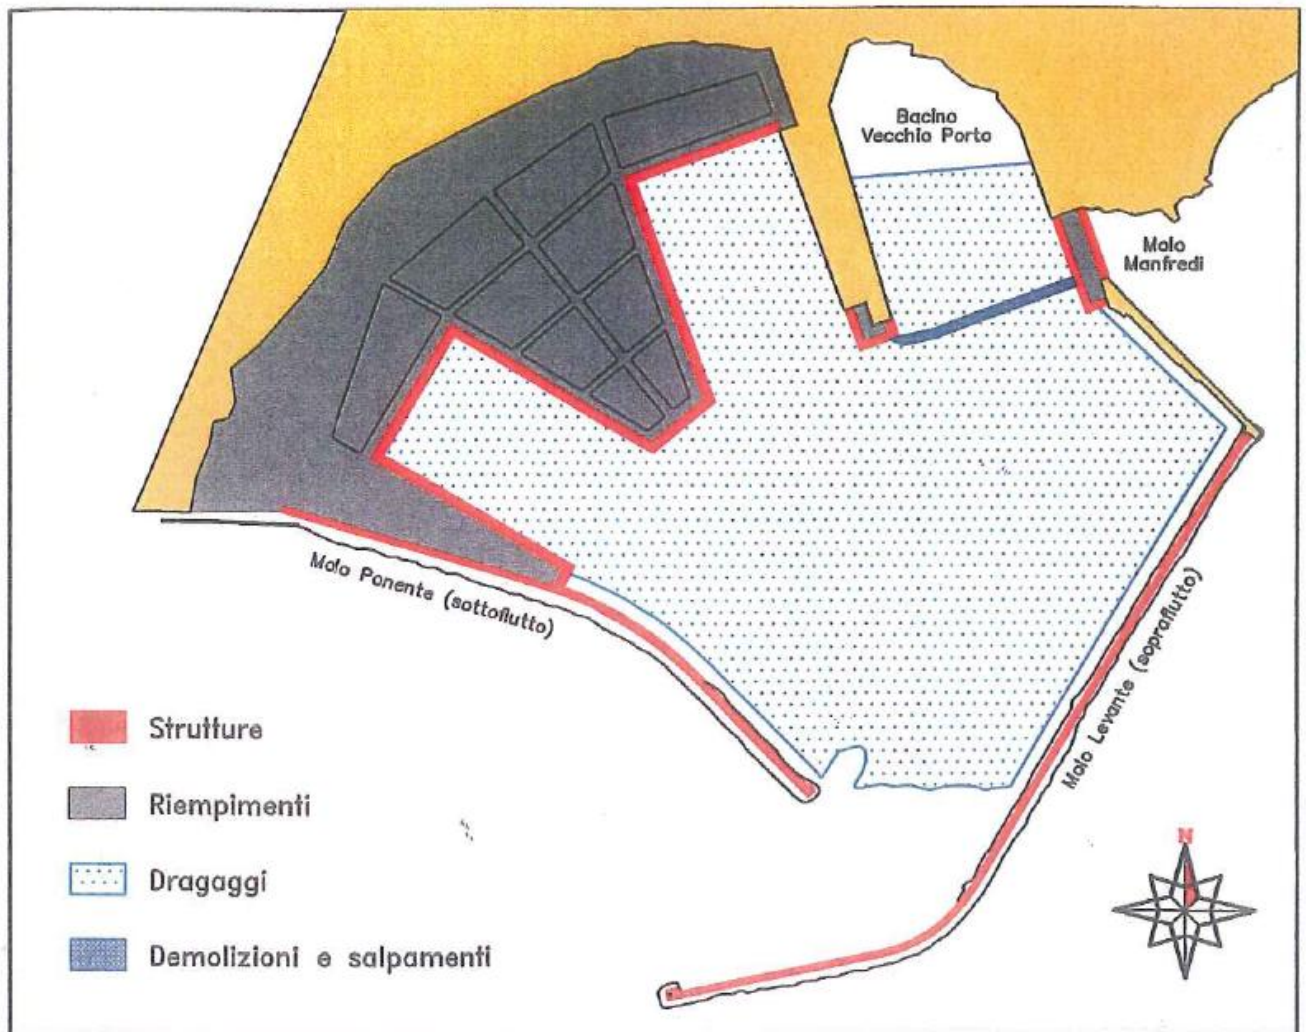 Bacino
Vecchio Porto
Molo
Manfredi
Molo Ponente (sottoflutto)
Molo Levante (sopraflutto)
Strutture
Riempimenti
Dragaggi
Demolizioni e salpamenti
N